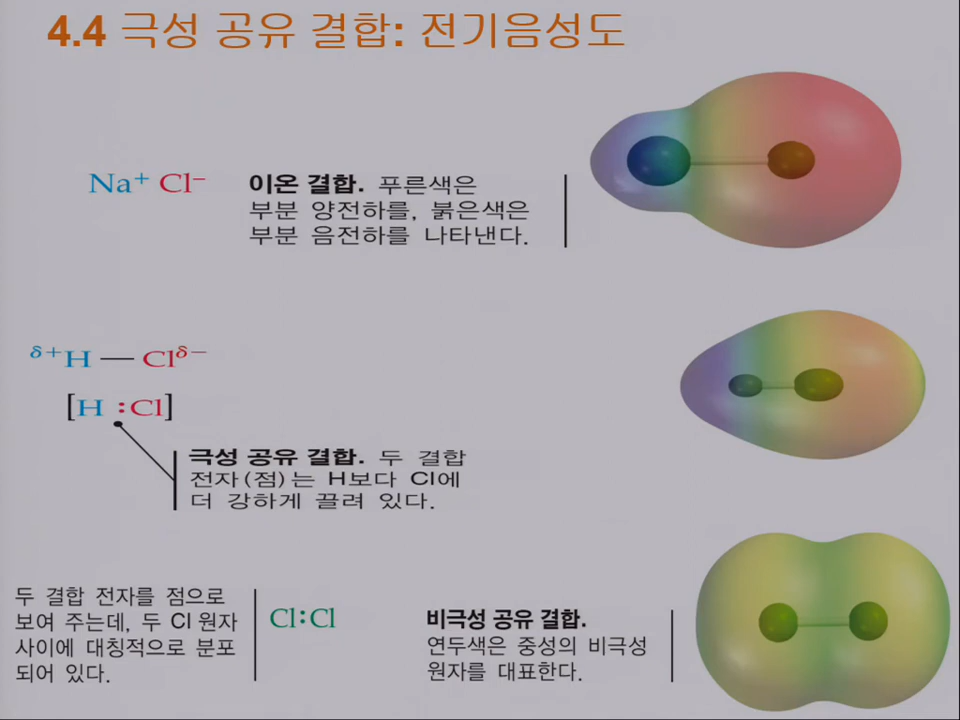 4.4 극성 공유 결합: 전기음성도
Na⁺ Cl⁻
이온 결합. 푸른색은
부분 양전하를, 붉은색은
부분 음전하를 나타낸다.
δ⁺H — Clδ⁻
[H :Cl]
극성 공유 결합. 두 결합
전자(점)는 H보다 Cl에
더 강하게 끌려 있다.
두 결합 전자를 점으로
보여 주는데, 두 Cl 원자
사이에 대칭적으로 분포
되어 있다.
Cl:Cl
비극성 공유 결합.
연두색은 중성의 비극성
원자를 대표한다.